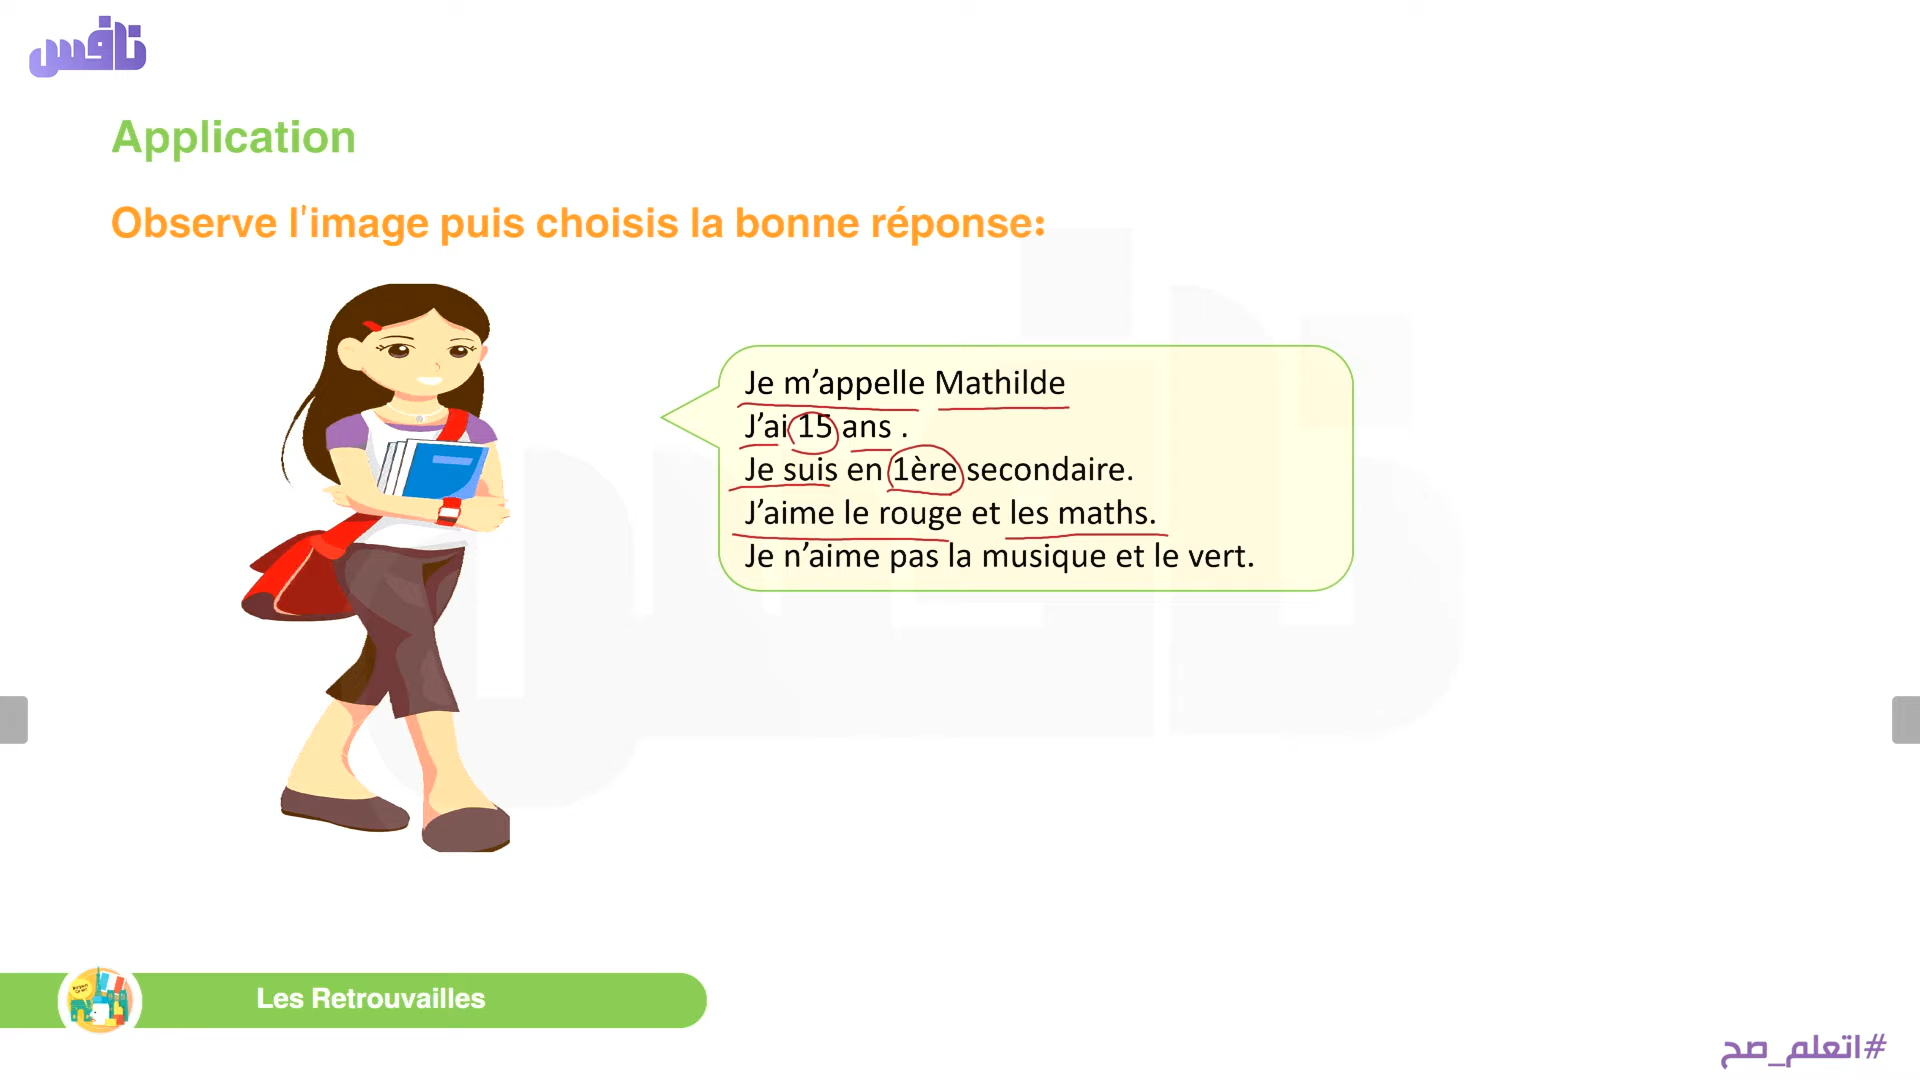 نافس
Application
Observe l'image puis choisis la bonne réponse:
Je m’appelle Mathilde
J’ai 15 ans .
Je suis en 1ère secondaire.
J’aime le rouge et les maths.
Je n’aime pas la musique et le vert.
Les Retrouvailles
#اتعلم_صح